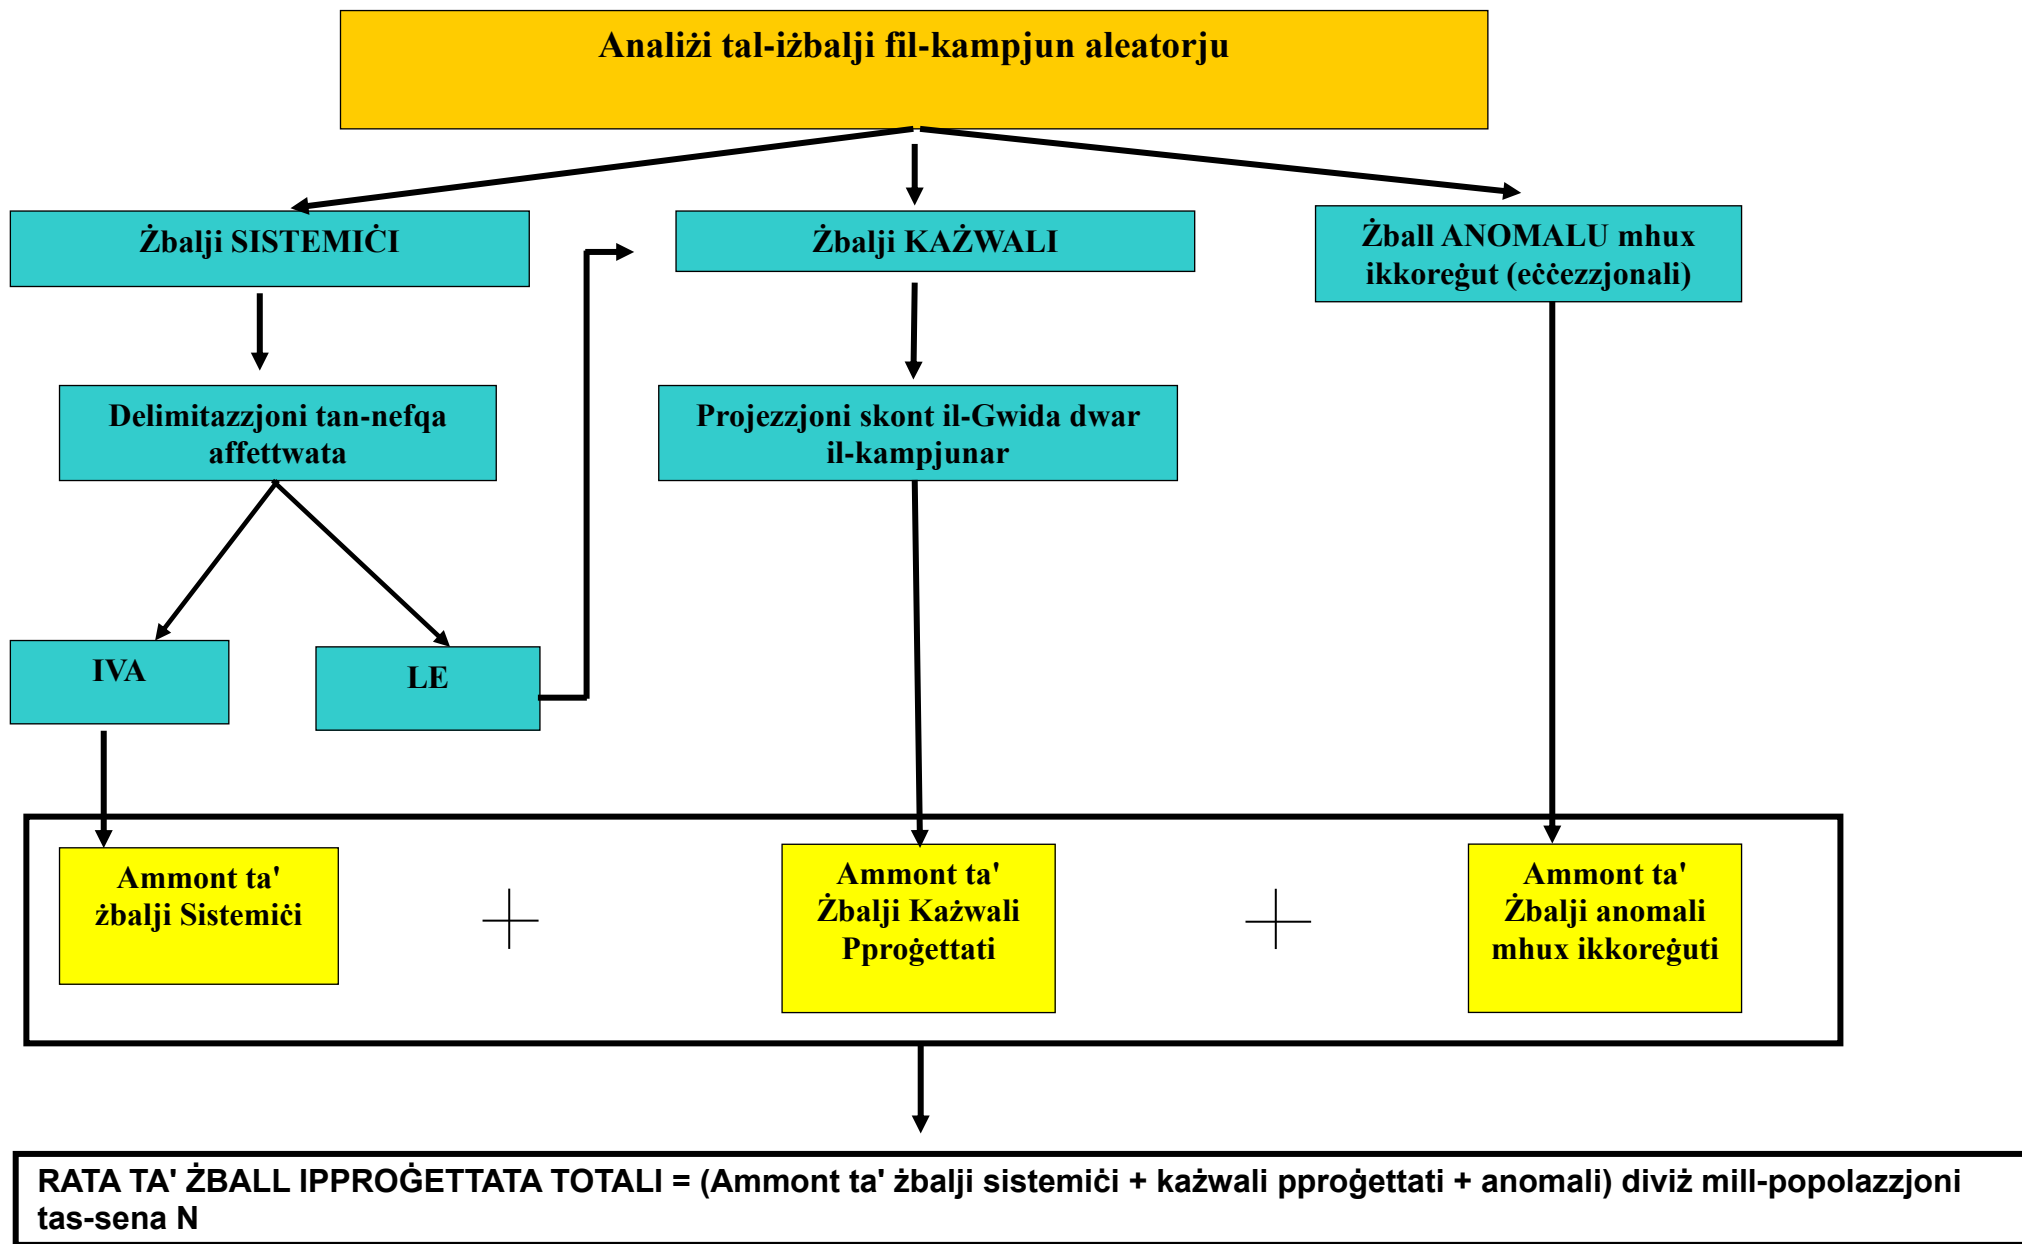 Analiżi tal-iżbalji fil-kampjun aleatorju
Żbalji SISTEMIĊI
Żbalji KAŻWALI
Żball ANOMALU mhux
ikkoreġut (eċċezzjonali)
Delimitazzjoni tan-nefqa
affettwata
Projezzjoni skont il-Gwida dwar
il-kampjunar
IVA
LE
Ammont ta'
żbalji Sistemiċi
Ammont ta'
Żbalji Każwali
Pproġettati
Ammont ta'
Żbalji anomali
mhux ikkoreġuti
RATA TA' ŻBALL IPPROĠETTATA TOTALI = (Ammont ta' żbalji sistemiċi + każwali pproġettati + anomali) diviż mill-popolazzjoni
tas-sena N